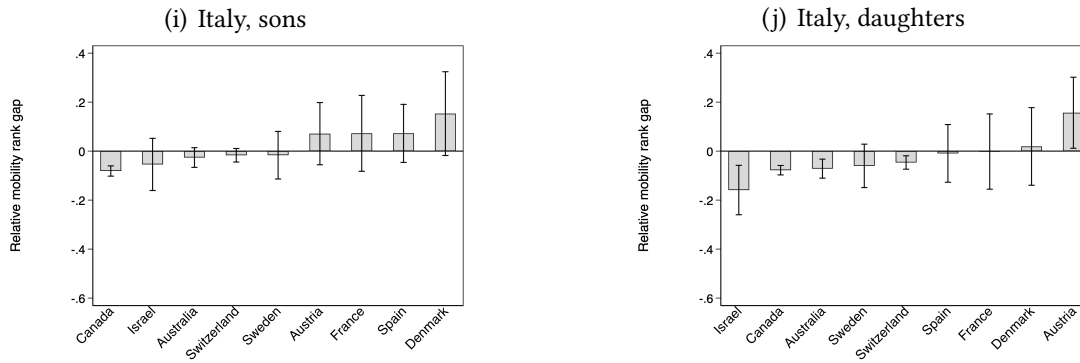 (i) Italy, sons
Relative mobility rank gap
.4
.2
0
-.2
-.4
-.6
Canada
Israel
Australia
Switzerland
Sweden
Austria
France
Spain
Denmark
(j) Italy, daughters
Relative mobility rank gap
.4
.2
0
-.2
-.4
-.6
Israel
Canada
Australia
Sweden
Switzerland
Spain
France
Denmark
Austria